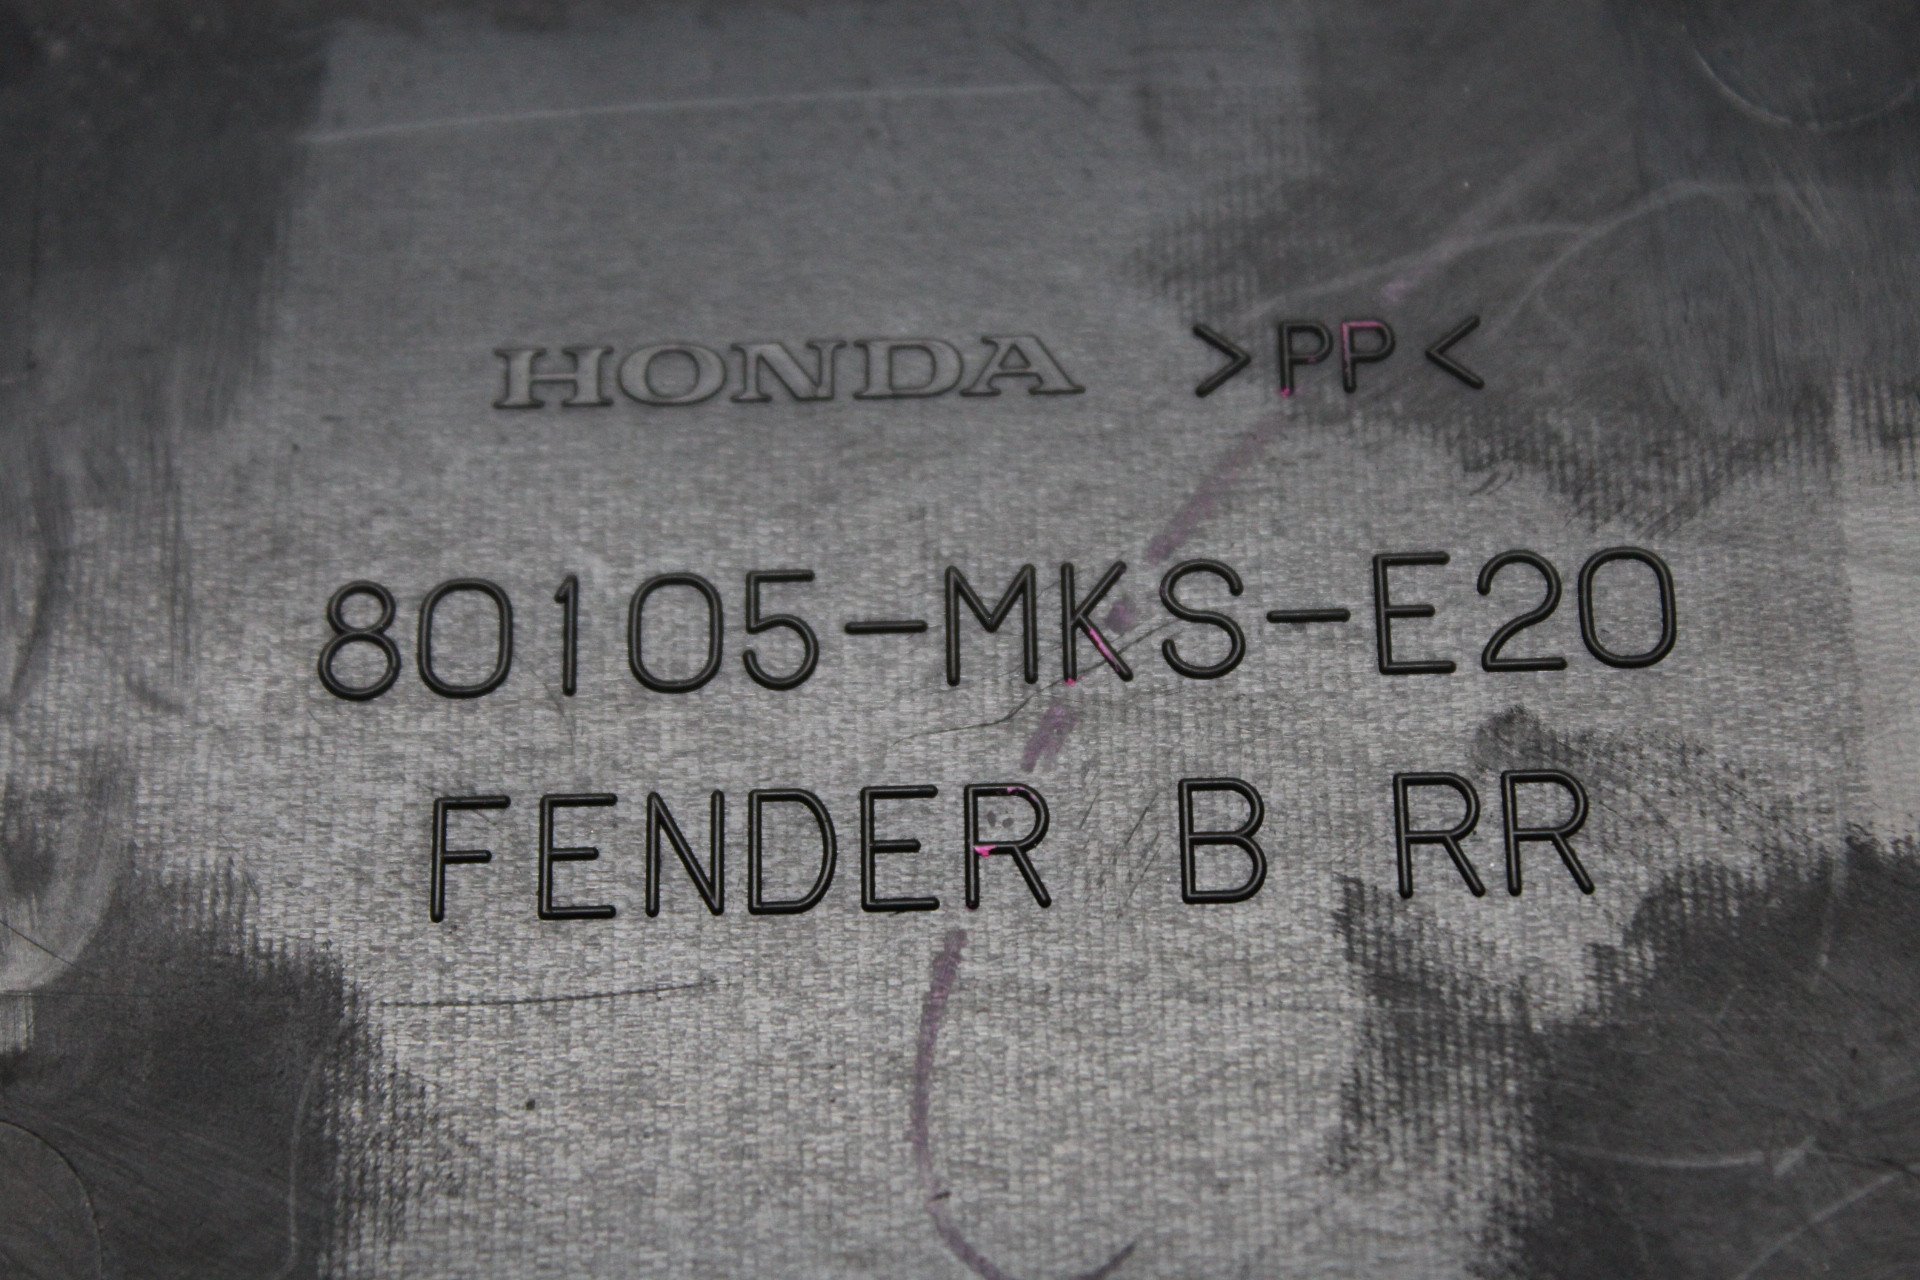 HONDA >PP<
80105-MKS-E20
FENDER B RR